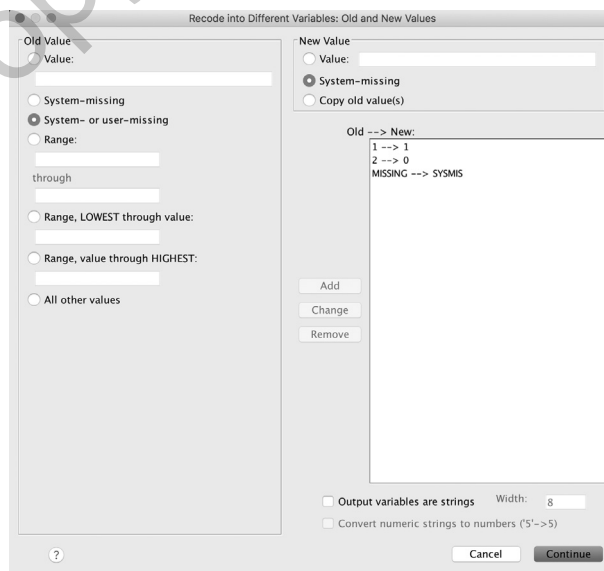 Recode into Different Variables: Old and New Values
Old Value
Value:
System-missing
System- or user-missing
Range:
through
Range, LOWEST through value:
Range, value through HIGHEST:
All other values
New Value
Value:
System-missing
Copy old value(s)
Old --> New:
1 --> 1
2 --> 0
MISSING --> SYSMIS
Add
Change
Remove
Output variables are strings Width: 8
Convert numeric strings to numbers ('5'->5)
? Cancel Continue